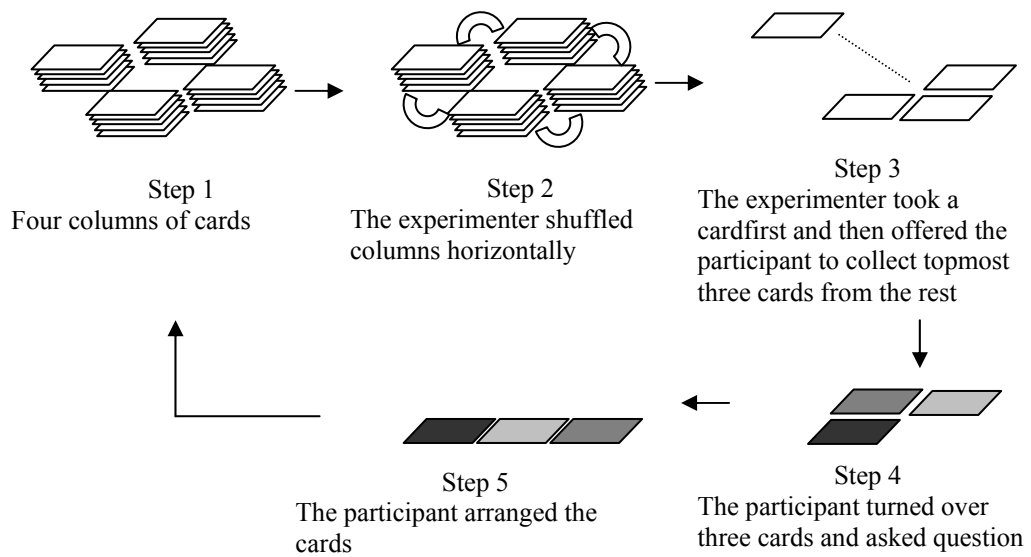 Step 1
Four columns of cards
Step 2
The experimenter shuffled
columns horizontally
Step 3
The experimenter took a
cardfirst and then offered the
participant to collect topmost
three cards from the rest
Step 4
The participant turned over
three cards and asked question
Step 5
The participant arranged the
cards